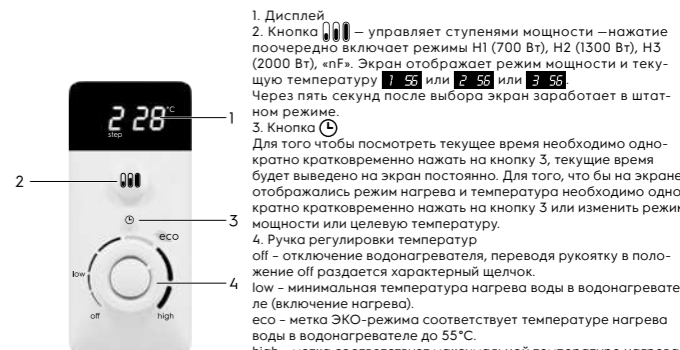 1. Дисплей
2. Кнопка — управляет ступенями мощности —нажатие
поочередно включает режимы H1 (700 Вт), H2 (1300 Вт), H3
(2000 Вт), «nF». Экран отображает режим мощности и теку-
щую температуру 1 56 или 2 56 или 3 56.
Через пять секунд после выбора экран заработает в штат-
ном режиме.
3. Кнопка
Для того чтобы посмотреть текущее время необходимо одно-
кратно кратковременно нажать на кнопку 3, текущие время
будет выведено на экран постоянно. Для того, что бы на экране
отображались режим нагрева и температура необходимо одно
кратно кратковременно нажать на кнопку 3 или изменить режим
мощности или целевую температуру.
4. Ручка регулировки температур
off – отключение водонагревателя, переводя рукоятку в поло-
жение off раздается характерный щелчок.
low – минимальная температура нагрева воды в водонагревате
ле (включение нагрева).
eco – метка ЭКО-режима соответствует температуре нагрева
воды в водонагревателе до 55°C.
high – метка соответствует максимальной температуре нагрева
2 28 °C
step
1
2
3
eco
low
4
off
high